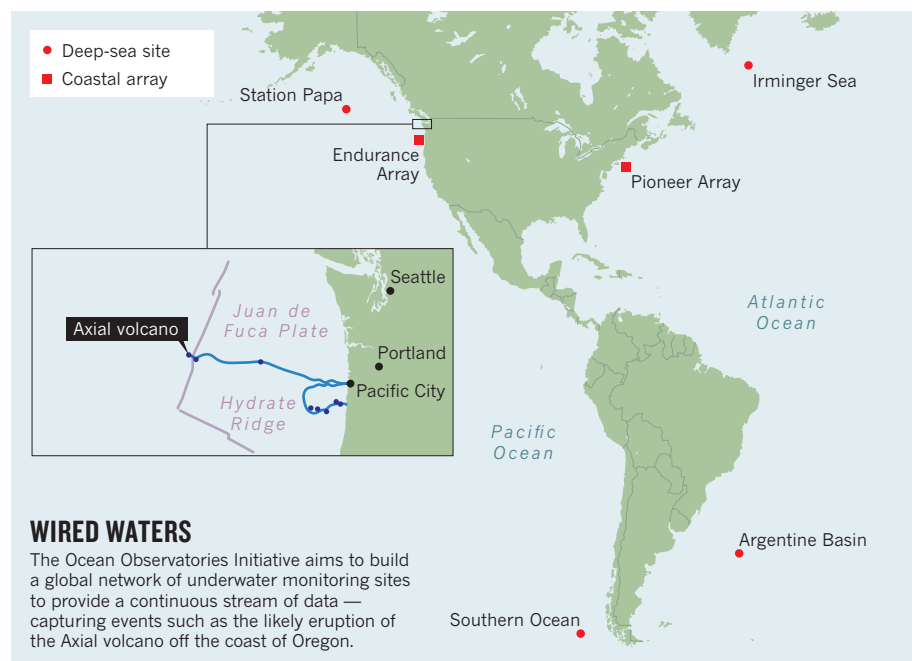 Deep-sea site
Coastal array
Station Papa
Irminger Sea
Endurance
Array
Pioneer Array
Seattle
Juan de
Fuca Plate
Axial volcano
Portland
Pacific City
Hydrate
Ridge
Atlantic
Ocean
Pacific
Ocean
WIRED WATERS
The Ocean Observatories Initiative aims to build
a global network of underwater monitoring sites
to provide a continuous stream of data —
capturing events such as the likely eruption of
the Axial volcano off the coast of Oregon.
Argentine Basin
Southern Ocean